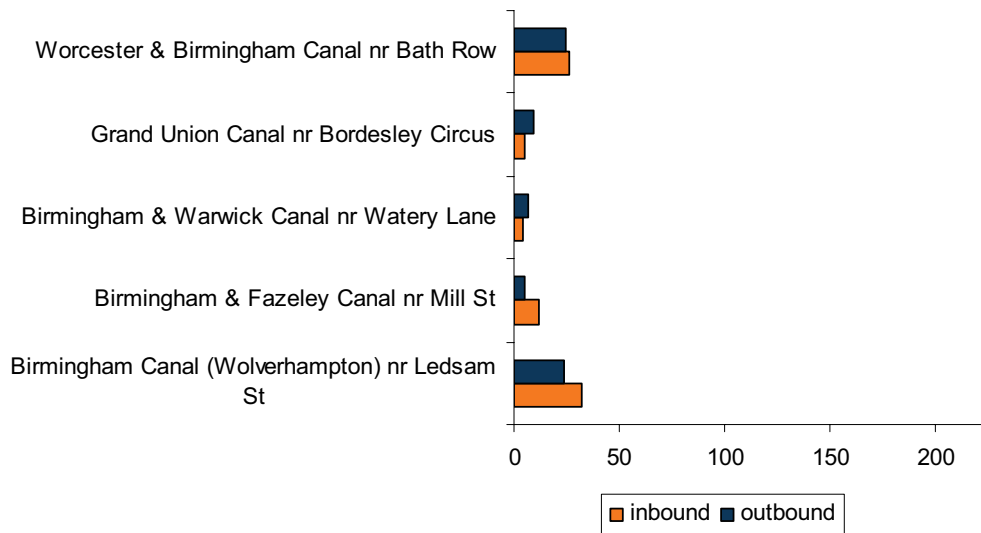 Worcester & Birmingham Canal nr Bath Row
Grand Union Canal nr Bordesley Circus
Birmingham & Warwick Canal nr Watery Lane
Birmingham & Fazeley Canal nr Mill St
Birmingham Canal (Wolverhampton) nr Ledsam
St
0 50 100 150 200
inbound outbound